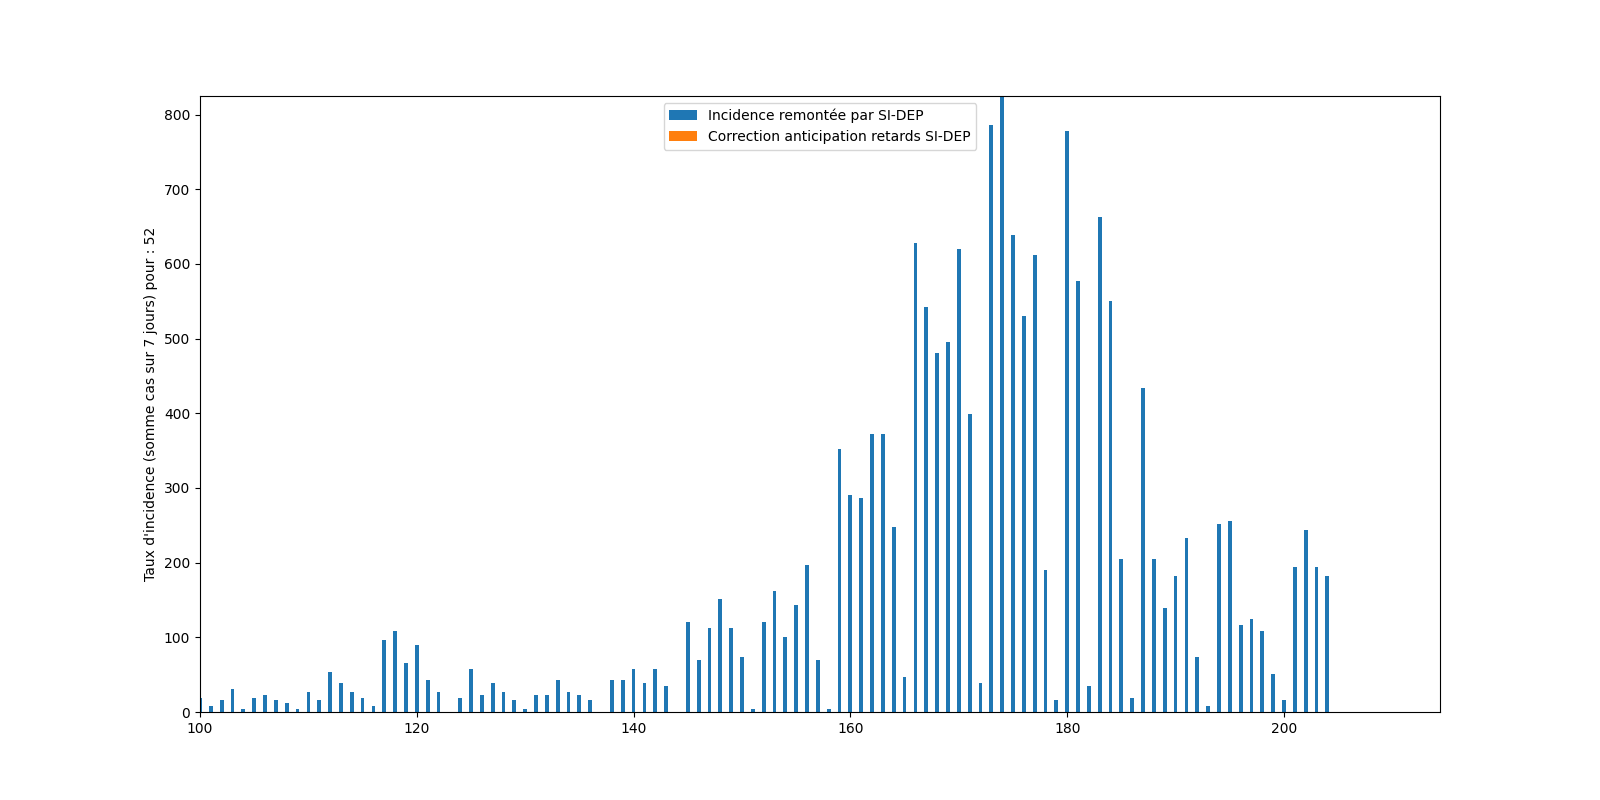 Incidence remontée par SI-DEP
Correction anticipation retards SI-DEP
Taux d'incidence (somme cas sur 7 jours) pour : 52
800
700
600
500
400
300
200
100
0
100 120 140 160 180 200